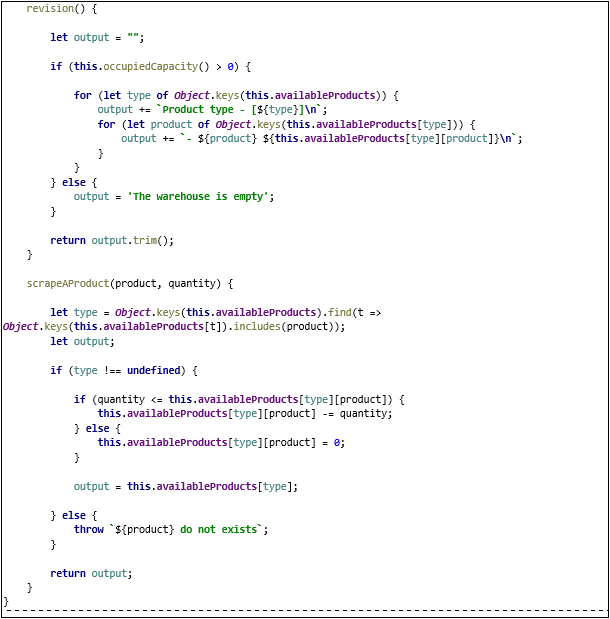 revision() {
let output = "";
if (this.occupiedCapacity() > 0) {
for (let type of Object.keys(this.availableProducts)) {
output += `Product type - [${type}]\n`;
for (let product of Object.keys(this.availableProducts[type])) {
output += `- ${product} ${this.availableProducts[type][product]}\n`;
}
}
} else {
output = 'The warehouse is empty';
}
return output.trim();
}
scrapeAProduct(product, quantity) {
let type = Object.keys(this.availableProducts).find(t =>
Object.keys(this.availableProducts[t]).includes(product));
let output;
if (type !== undefined) {
if (quantity <= this.availableProducts[type][product]) {
this.availableProducts[type][product] -= quantity;
} else {
this.availableProducts[type][product] = 0;
}
output = this.availableProducts[type];
} else {
throw `${product} do not exists`;
}
return output;
}
}